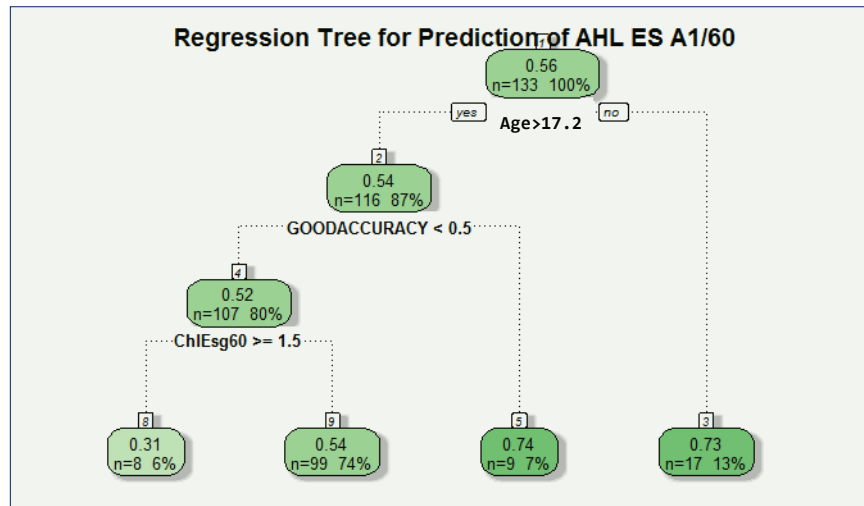 Regression Tree for Prediction of AHL ES A1/60
1
0.56
n=133 100%
yes Age>17.2 no
2
0.54
n=116 87%
GOODACCURACY < 0.5
4
0.52
n=107 80%
ChlEsg60 >= 1.5
8 9 5 3
0.31 0.54 0.74 0.73
n=8 6% n=99 74% n=9 7% n=17 13%